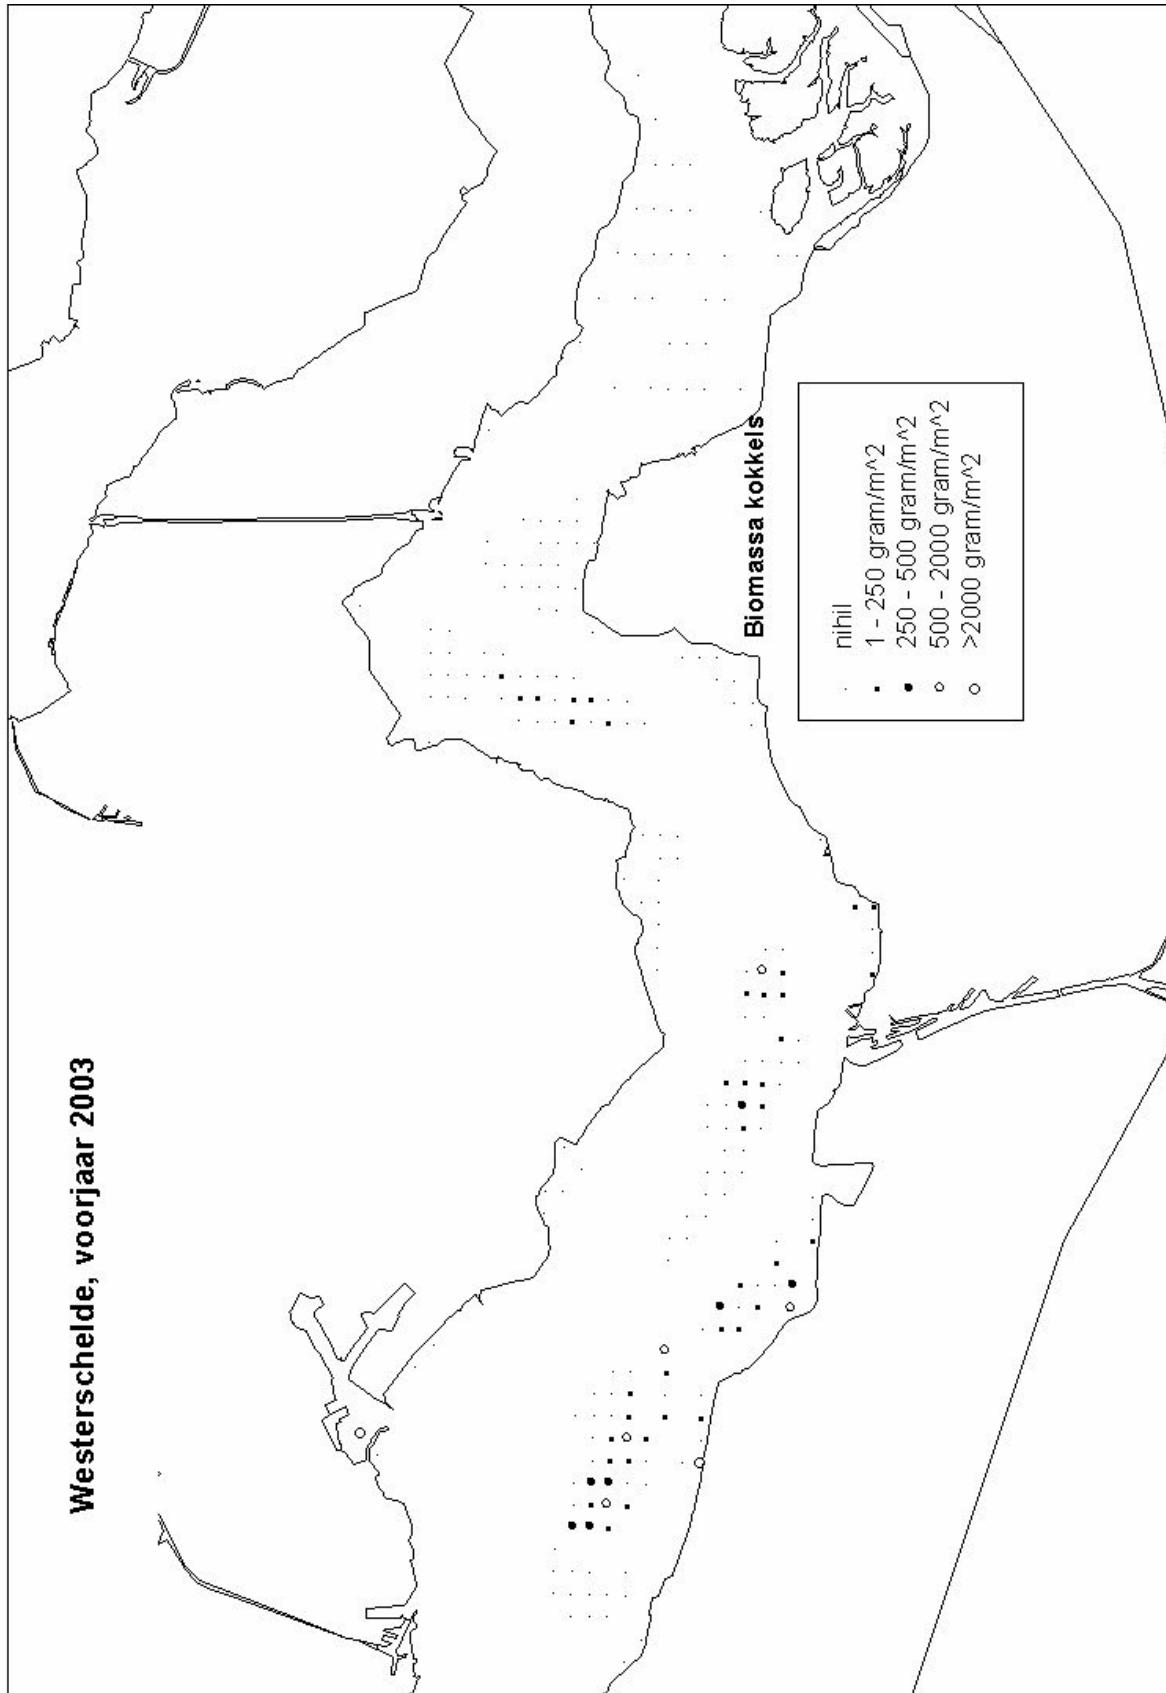 Westerschelde, voorjaar 2003
Biomassa kokkels
nihil
1 - 250 gram/m^2
250 - 500 gram/m^2
500 - 2000 gram/m^2
>2000 gram/m^2